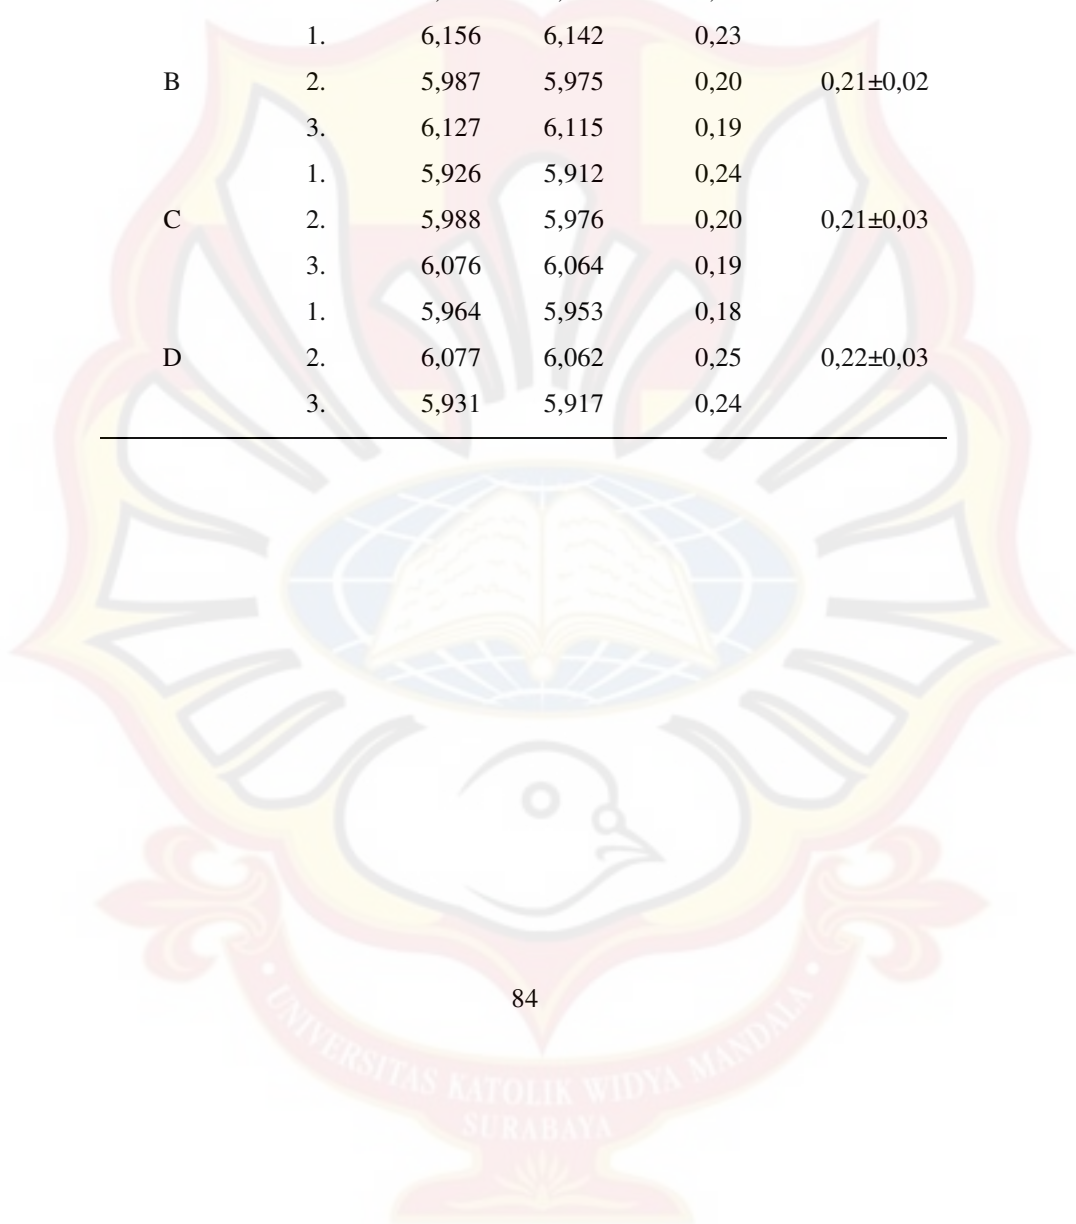 1. 6,156 6,142 0,23
B 2. 5,987 5,975 0,20 0,21±0,02
3. 6,127 6,115 0,19
1. 5,926 5,912 0,24
C 2. 5,988 5,976 0,20 0,21±0,03
3. 6,076 6,064 0,19
1. 5,964 5,953 0,18
D 2. 6,077 6,062 0,25 0,22±0,03
3. 5,931 5,917 0,24
84
UNIVERSITAS KATOLIK WIDYA MANDALA
SURABAYA